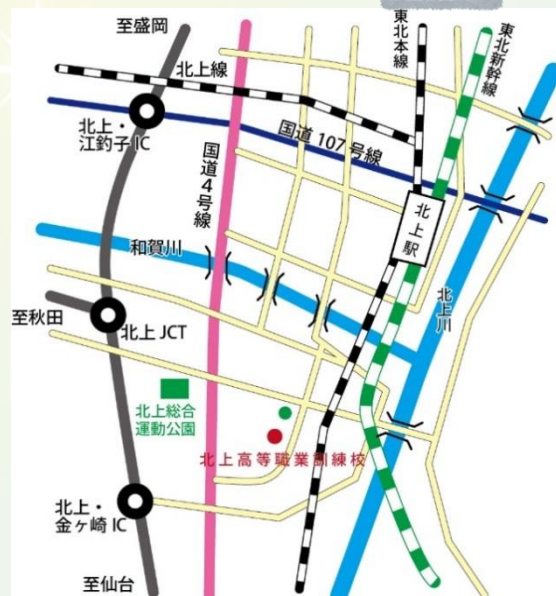 至盛岡
東北本線
東北新幹線
北上線
北上・
江釣子 IC
国道 107号線
国道4号線
北上駅
和賀川
北上川
至秋田
北上 JCT
北上総合
運動公園
北上高等職業訓練校
北上・
金ヶ崎 IC
至仙台